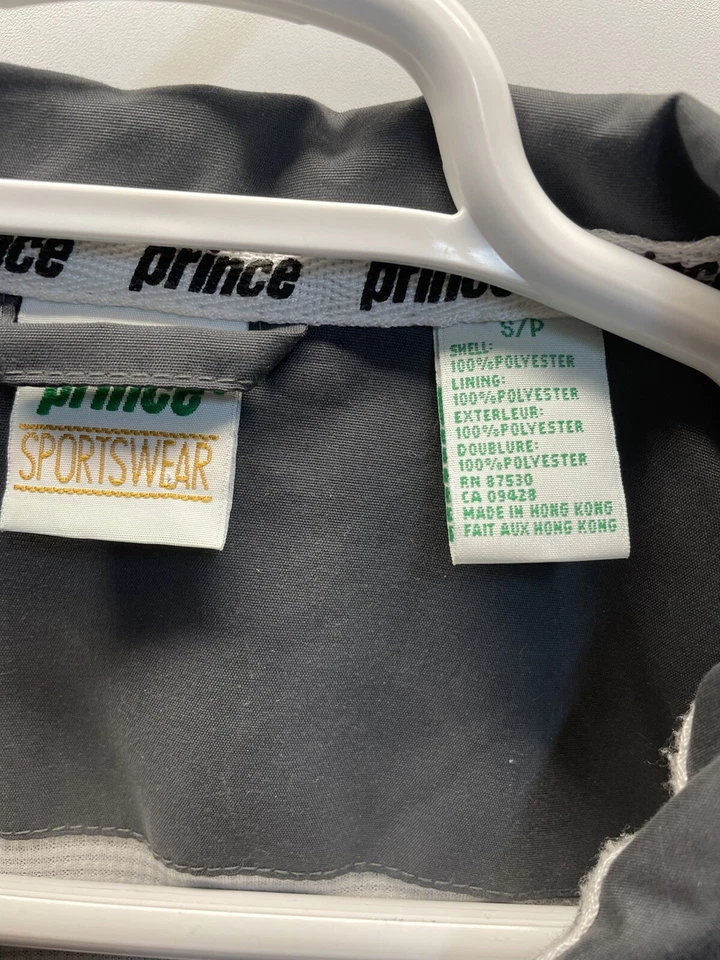 prince
prince
prince
SPORTSWEAR
S/P
SHELL:
100%POLYESTER
LINING:
100%POLYESTER
EXTERLEUR:
100%POLYESTER
DOUBLURE:
100%POLYESTER
RN 87530
CA 09428
MADE IN HONG KONG
FAIT AUX HONG KONG